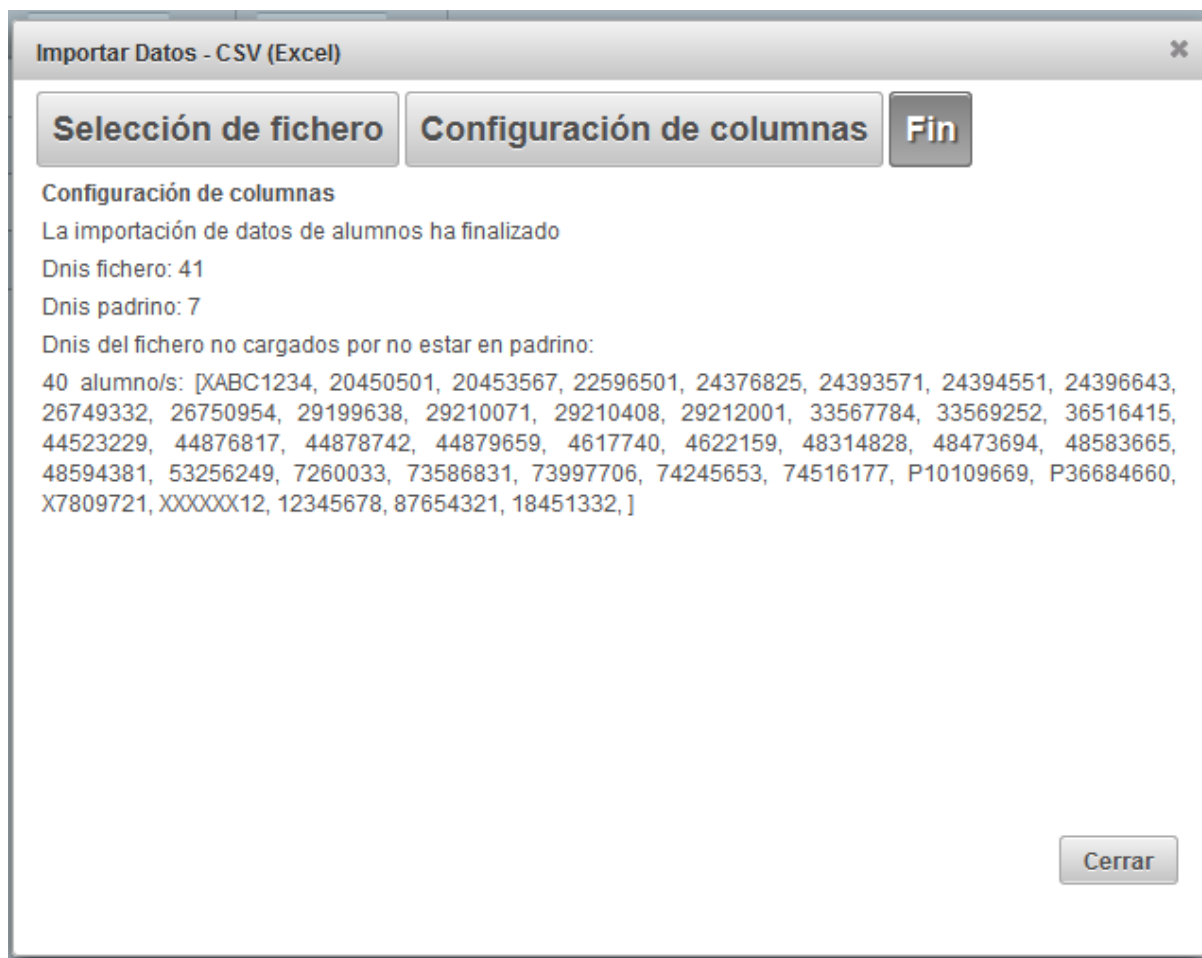 Importar Datos - CSV (Excel)
Selección de fichero Configuración de columnas Fin
Configuración de columnas
La importación de datos de alumnos ha finalizado
Dnis fichero: 41
Dnis padrino: 7
Dnis del fichero no cargados por no estar en padrino:
40 alumno/s: [XABC1234, 20450501, 20453567, 22596501, 24376825, 24393571, 24394551, 24396643,
26749332, 26750954, 29199638, 29210071, 29210408, 29212001, 33567784, 33569252, 36516415,
44523229, 44876817, 44878742, 44879659, 4617740, 4622159, 48314828, 48473694, 48583665,
48594381, 53256249, 7260033, 73586831, 73997706, 74245653, 74516177, P10109669, P36684660,
X7809721, XXXXXX12, 12345678, 87654321, 18451332, ]
Cerrar